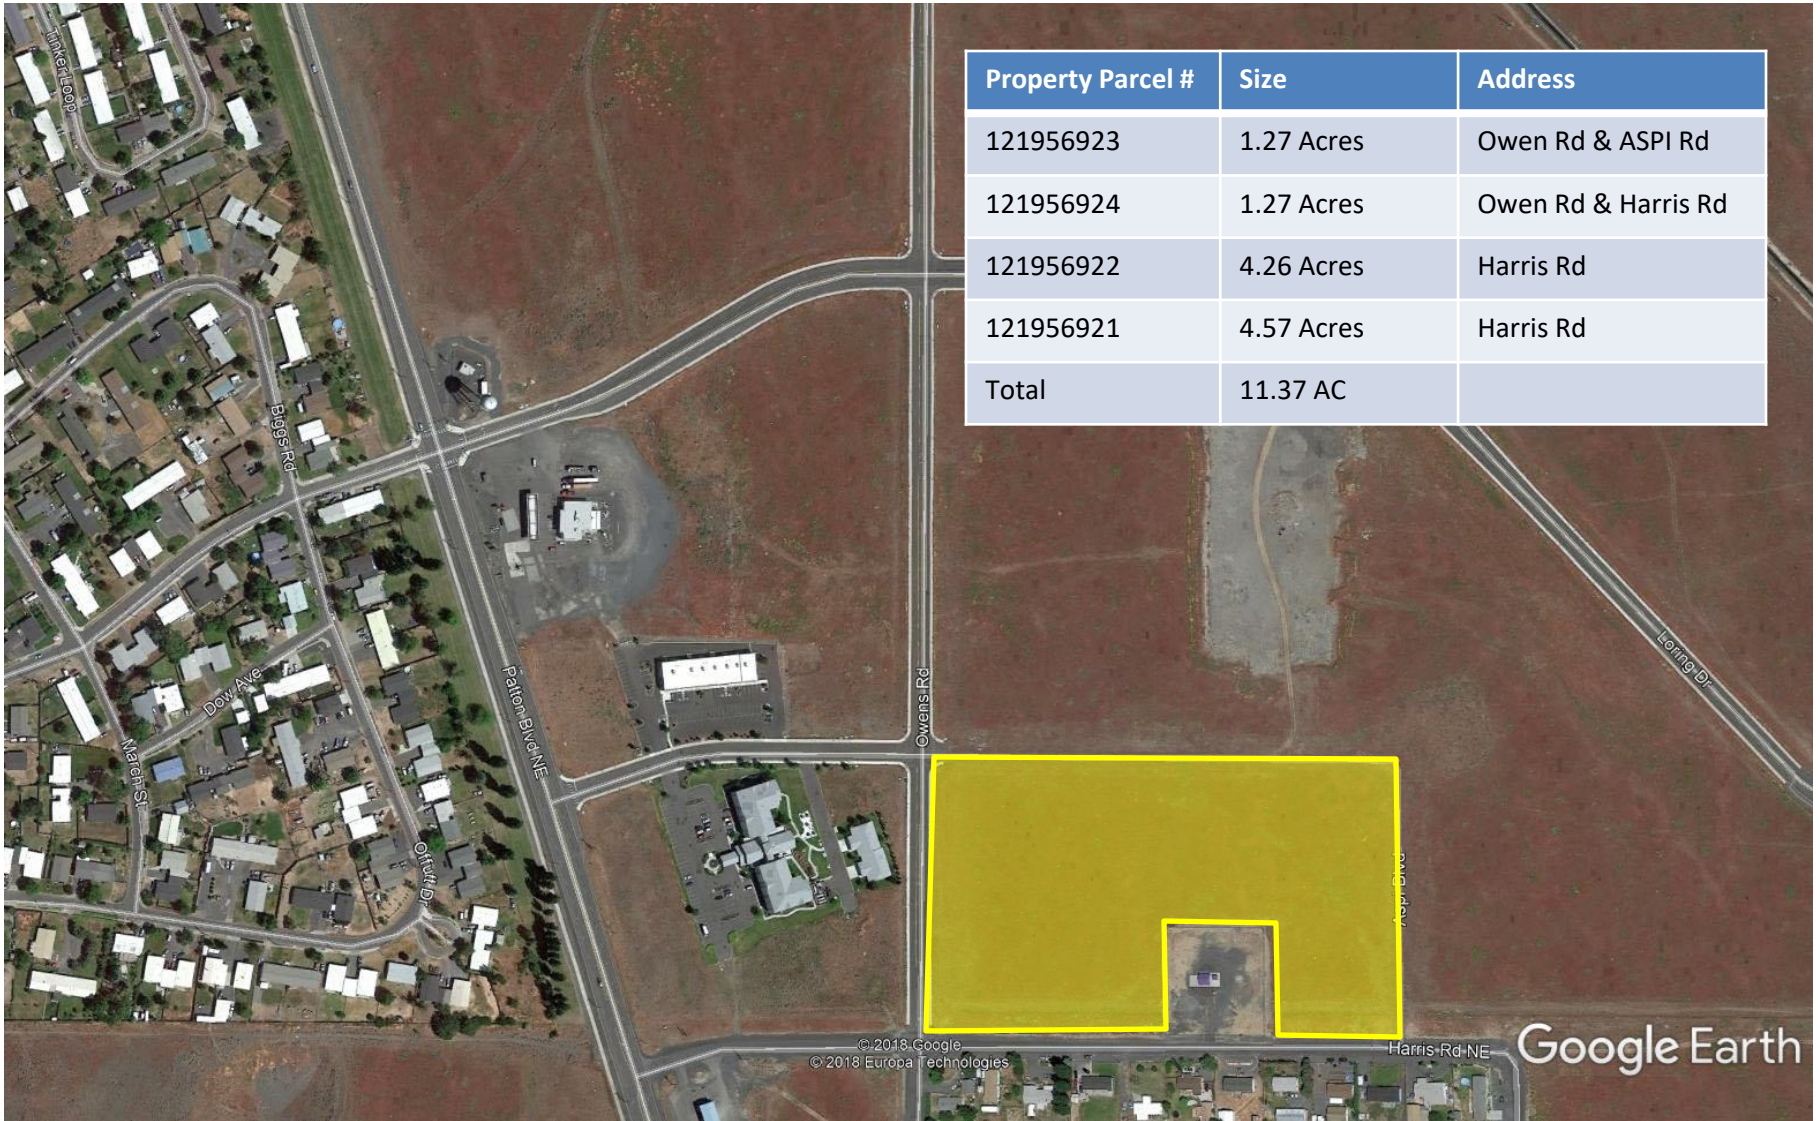 Property Parcel # Size Address
121956923 1.27 Acres Owen Rd & ASPI Rd
121956924 1.27 Acres Owen Rd & Harris Rd
121956922 4.26 Acres Harris Rd
121956921 4.57 Acres Harris Rd
Total 11.37 AC
Tinker Loop
Biggs Rd
Dow Ave
March St
Offutt Dr
Patton Blvd NE
Owens Rd
Loring Dr
Aspi Blvd
Harris Rd NE
© 2018 Google
© 2018 Europa Technologies
Google Earth